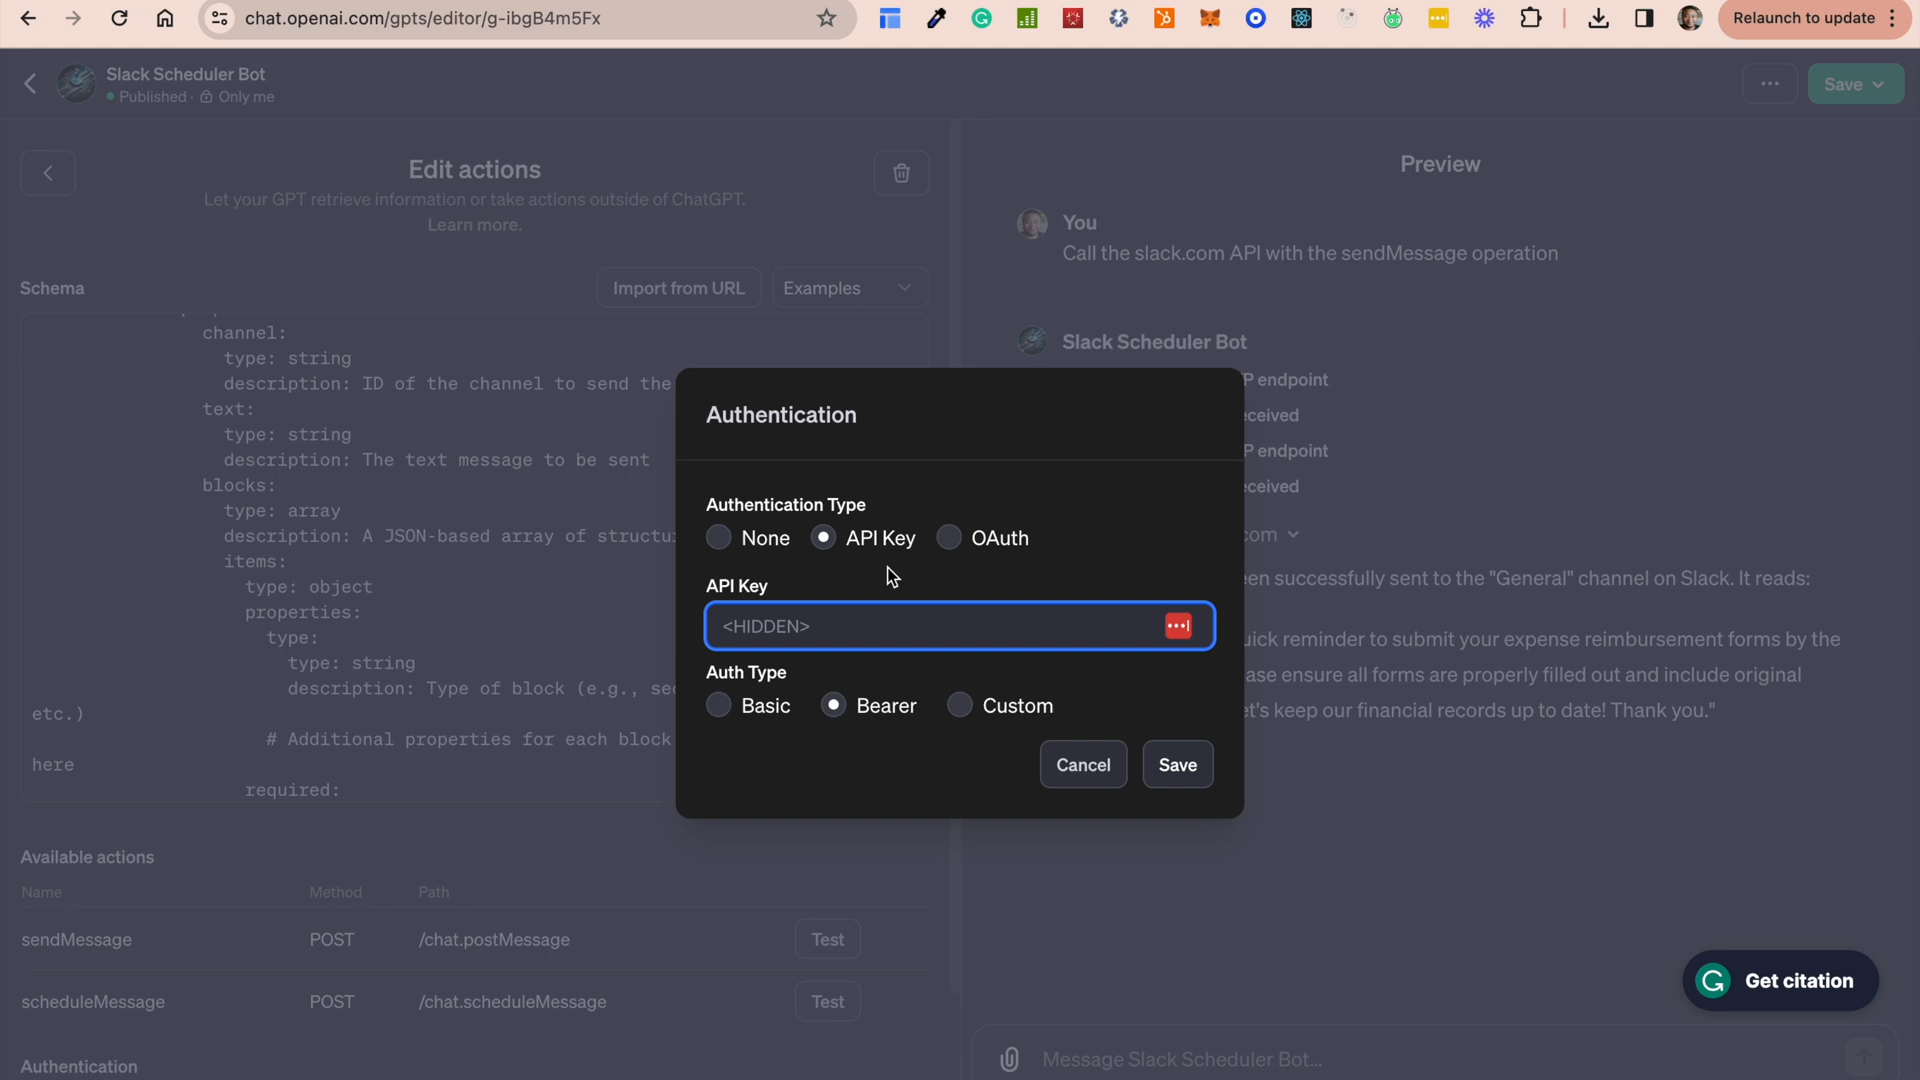 chat.openai.com/gpts/editor/g-ibgB4m5Fx
Relaunch to update
Slack Scheduler Bot
Published · Only me
Save
Edit actions
Let your GPT retrieve information or take actions outside of ChatGPT.
Learn more.
Preview
Schema
Import from URL
Examples
channel:
type: string
description: ID of the channel to send the
text:
type: string
description: The text message to be sent
blocks:
type: array
description: A JSON-based array of structu
items:
type: object
properties:
type:
type: string
description: Type of block (e.g., sec
etc.)
# Additional properties for each block
here
required:
Available actions
Name Method Path
sendMessage POST /chat.postMessage Test
scheduleMessage POST /chat.scheduleMessage Test
Authentication
Authentication
Authentication Type
None API Key OAuth
API Key
<HIDDEN>
Auth Type
Basic Bearer Custom
Cancel Save
You
Call the slack.com API with the sendMessage operation
Slack Scheduler Bot
P endpoint
eceived
P endpoint
eceived
com
en successfully sent to the "General" channel on Slack. It reads:
uick reminder to submit your expense reimbursement forms by the
ase ensure all forms are properly filled out and include original
et's keep our financial records up to date! Thank you."
Get citation
Message Slack Scheduler Bot...